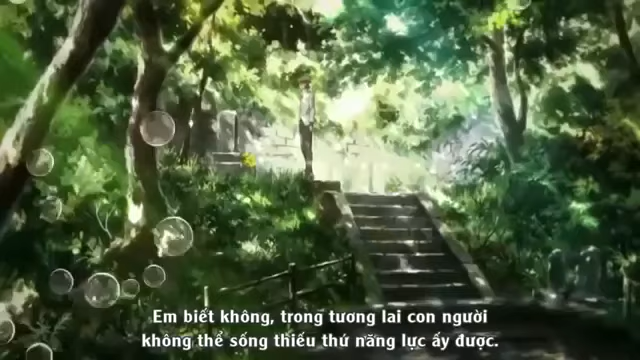 Em biết không, trong tương lai con người
không thể sống thiếu thứ năng lực ấy được.